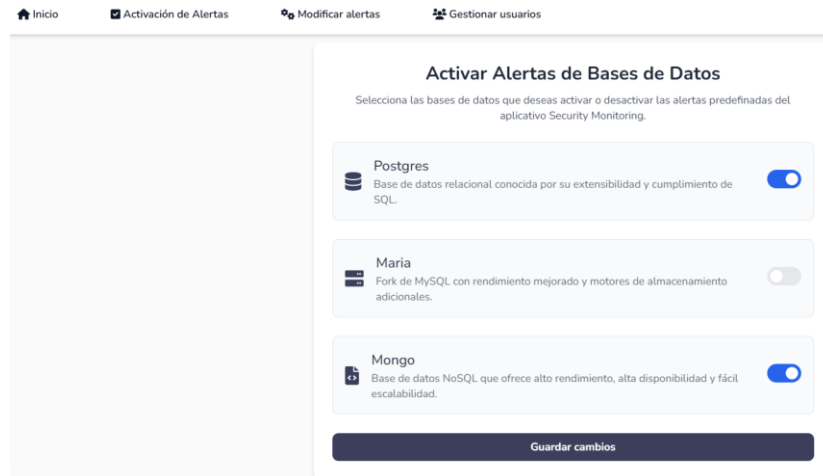 Inicio Activación de Alertas Modificar alertas Gestionar usuarios
Activar Alertas de Bases de Datos
Selecciona las bases de datos que deseas activar o desactivar las alertas predefinadas del
aplicativo Security Monitoring.
Postgres
Base de datos relacional conocida por su extensibilidad y cumplimiento de
SQL.
Maria
Fork de MySQL con rendimiento mejorado y motores de almacenamiento
adicionales.
Mongo
Base de datos NoSQL que ofrece alto rendimiento, alta disponibilidad y fácil
escalabilidad.
Guardar cambios